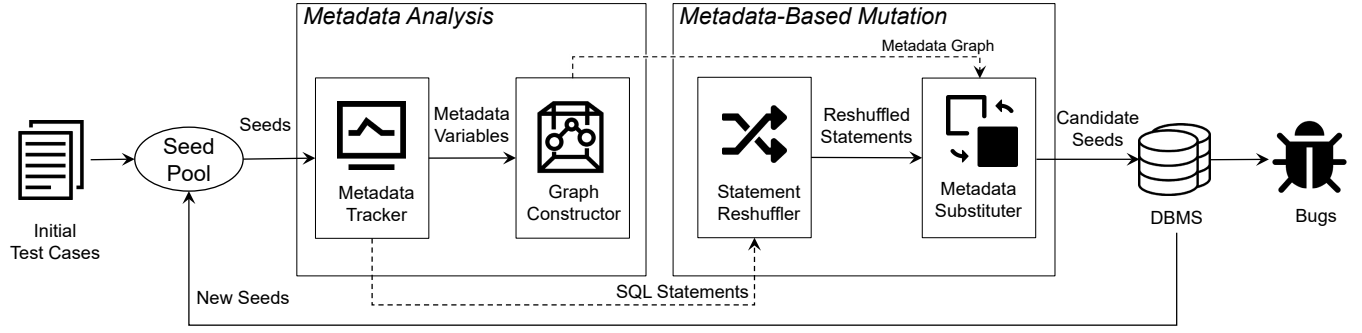 Metadata Analysis
Metadata-Based Mutation
Metadata Graph
Seeds
Metadata
Variables
Reshuffled
Statements
Candidate
Seeds
Seed
Pool
Metadata
Tracker
Graph
Constructor
Statement
Reshuffler
Metadata
Substituter
Initial
Test Cases
DBMS
Bugs
New Seeds
SQL Statements